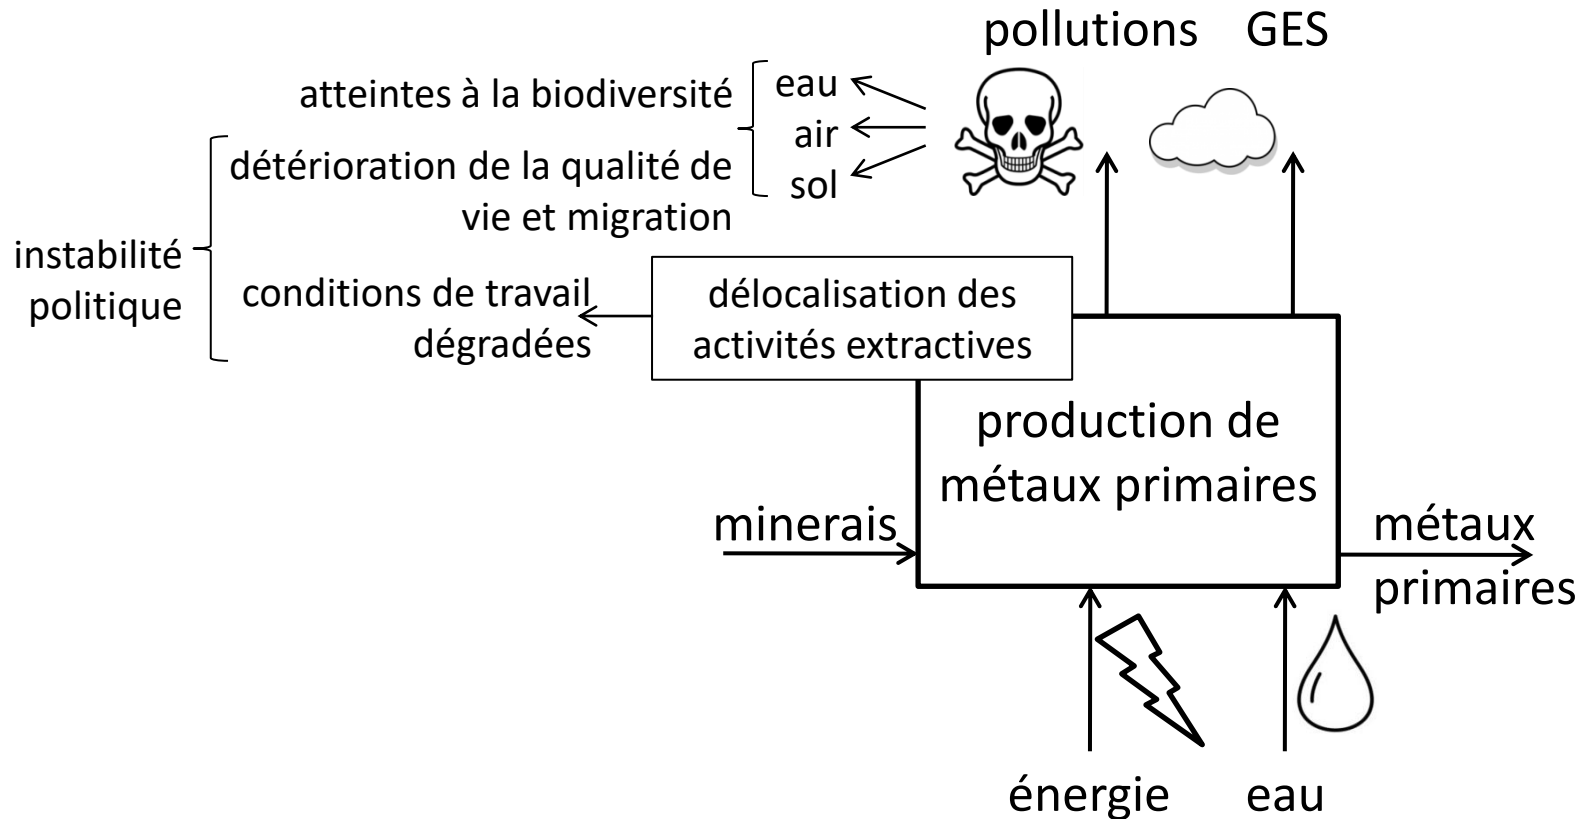 pollutions GES
atteintes à la biodiversité
eau
air
sol
détérioration de la qualité de
vie et migration
instabilité
politique
conditions de travail
dégradées
délocalisation des
activités extractives
production de
métaux primaires
minerais
métaux
primaires
énergie
eau